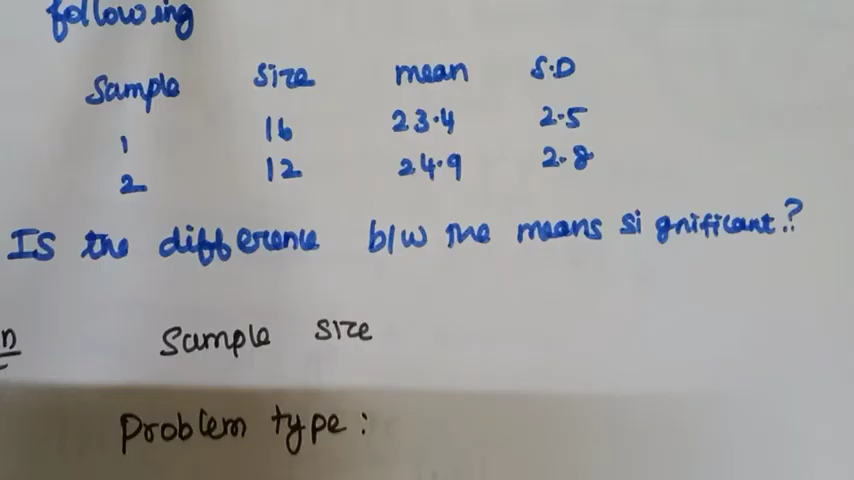 following
Sample Size mean S.D
1 16 23.4 2.5
2 12 24.9 2.8
Is the difference b/w the means significant?
n Sample size
Problem type: